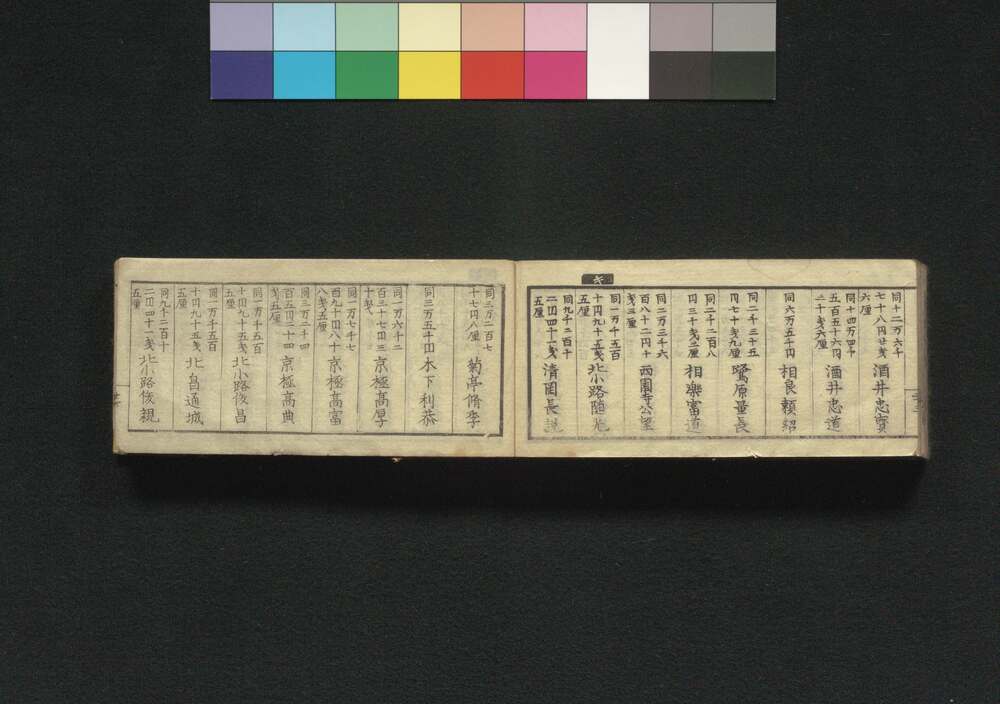 同十二万六千
七十八円廿戋
六厘
酒井忠寶
同十四万四千
五百五十六円
二十戋六厘
酒井忠道
同六万五千円
相良頼紹
同二千三十五
円七十戋九厘
鷺原量長
同二千二百八
円三十戋三厘
相楽富道
同二万三千六
百八十二円十
戋三厘
西園寺公望
同一万千五百
十円九十五戋
五厘
北小路随光
同九千二百十
二円四十一戋
五厘
清岡長説
キ
同三万二百七
十七円八厘
菊亭脩季
同三万五千円
木下利恭
同一万六千二
百三十七円三
十戋
京極高厚
同一万七千七
百九十四円八十
八戋五厘
京極高富
同三万二千四
百五円二十四
戋五厘
京極高典
同一万千五百
十円九十五戋
五厘
北小路俊昌
同一万千五百
十円九十五戋
五厘
北昌通城
同九千二百十
二円四十一戋
五厘
北小路俊親